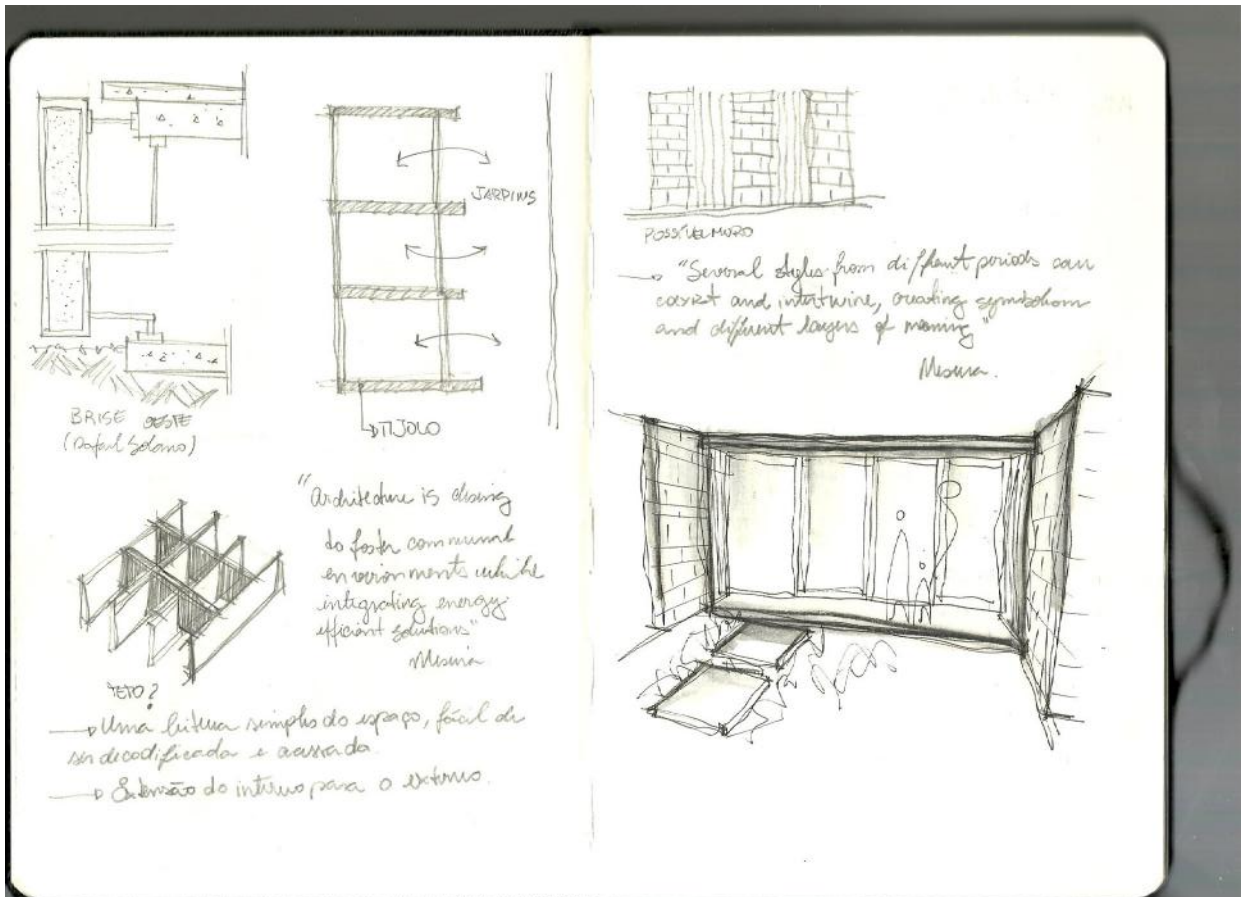 BRISE OESTE
(Rafael Solano)
JARDINS
TIJOLO
"Architecture is
to foster communal
environments while
integrating energy
efficient solutions"
Mesura
TETO?
Uma leitura simples do espaço, fácil de
ser decodificada e acessada
Extensão do interno para o externo.
POSSÍVEL MURO
"Several styles from different periods can
coexist and intertwine, creating symbolism
and different layers of meaning"
Mesura.